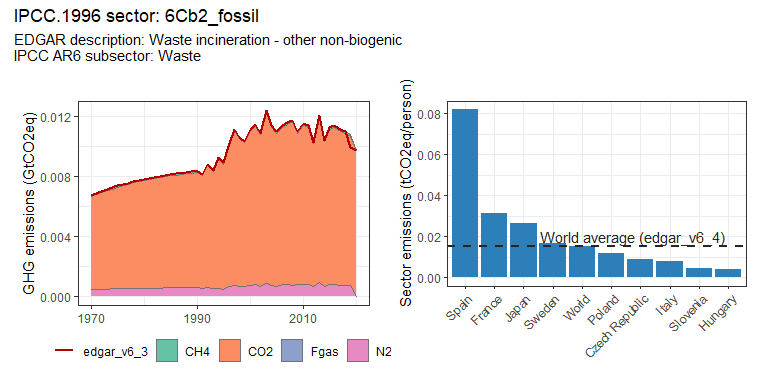 IPCC.1996 sector: 6Cb2_fossil
EDGAR description: Waste incineration - other non-biogenic
IPCC AR6 subsector: Waste
GHG emissions (GtCO2eq)
0.012
0.008
0.004
0.000
1970
1990
2010
edgar_v6_3
CH4
CO2
Fgas
N2
Sector emissions (tCO2eq/person)
0.08
0.06
0.04
0.02
0.00
World average (edgar_v6_4)
Spain
France
Japan
Sweden
World
Poland
Czech Republic
Italy
Slovenia
Hungary